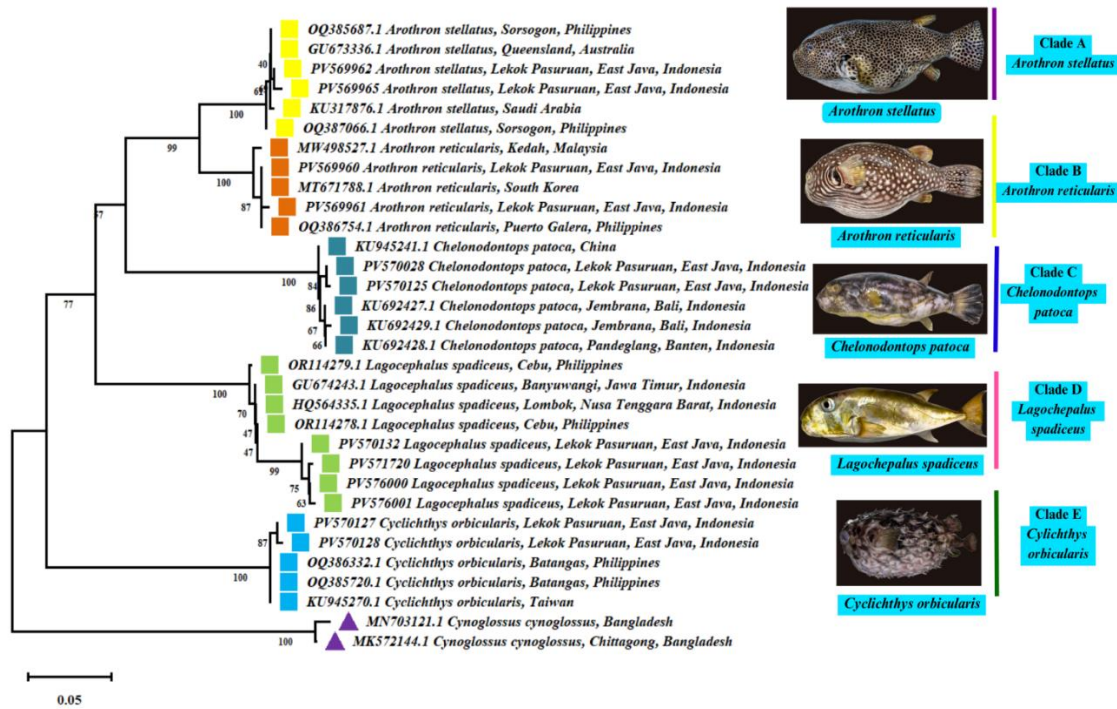 OQ385687.1 Arothron stellatus, Sorsogon, Philippines
GU673336.1 Arothron stellatus, Queensland, Australia
40
PV569962 Arothron stellatus, Lekok Pasuruan, East Java, Indonesia
PV569965 Arothron stellatus, Lekok Pasuruan, East Java, Indonesia
62
KU317876.1 Arothron stellatus, Saudi Arabia
100
OQ387066.1 Arothron stellatus, Sorsogon, Philippines
99
MW498527.1 Arothron reticularis, Kedah, Malaysia
PV569960 Arothron reticularis, Lekok Pasuruan, East Java, Indonesia
100
MT671788.1 Arothron reticularis, South Korea
PV569961 Arothron reticularis, Lekok Pasuruan, East Java, Indonesia
87
OQ386754.1 Arothron reticularis, Puerto Galera, Philippines
KU945241.1 Chelonodontops patoca, China
PV570028 Chelonodontops patoca, Lekok Pasuruan, East Java, Indonesia
100
84
PV570125 Chelonodontops patoca, Lekok Pasuruan, East Java, Indonesia
86
KU692427.1 Chelonodontops patoca, Jembrana, Bali, Indonesia
67
KU692429.1 Chelonodontops patoca, Jembrana, Bali, Indonesia
66
KU692428.1 Chelonodontops patoca, Pandeglang, Banten, Indonesia
77
OR114279.1 Lagocephalus spadiceus, Cebu, Philippines
100
GU674243.1 Lagocephalus spadiceus, Banyuwangi, Jawa Timur, Indonesia
70
HQ564335.1 Lagocephalus spadiceus, Lombok, Nusa Tenggara Barat, Indonesia
47
OR114278.1 Lagocephalus spadiceus, Cebu, Philippines
47
PV570132 Lagocephalus spadiceus, Lekok Pasuruan, East Java, Indonesia
99
PV571720 Lagocephalus spadiceus, Lekok Pasuruan, East Java, Indonesia
75
PV576000 Lagocephalus spadiceus, Lekok Pasuruan, East Java, Indonesia
63
PV576001 Lagocephalus spadiceus, Lekok Pasuruan, East Java, Indonesia
PV570127 Cyclichthys orbicularis, Lekok Pasuruan, East Java, Indonesia
87
PV570128 Cyclichthys orbicularis, Lekok Pasuruan, East Java, Indonesia
OQ386332.1 Cyclichthys orbicularis, Batangas, Philippines
100
OQ385720.1 Cyclichthys orbicularis, Batangas, Philippines
KU945270.1 Cyclichthys orbicularis, Taiwan
MN703121.1 Cynoglossus cynoglossus, Bangladesh
100
MK572144.1 Cynoglossus cynoglossus, Chittagong, Bangladesh
0.05
Arothron stellatus
Clade A
Arothron stellatus
Arothron reticularis
Clade B
Arothron reticularis
Chelonodontops patoca
Clade C
Chelonodontops
patoca
Lagochepalus spadiceus
Clade D
Lagochepalus
spadiceus
Cyclichthys orbicularis
Clade E
Cylichthys
orbicularis